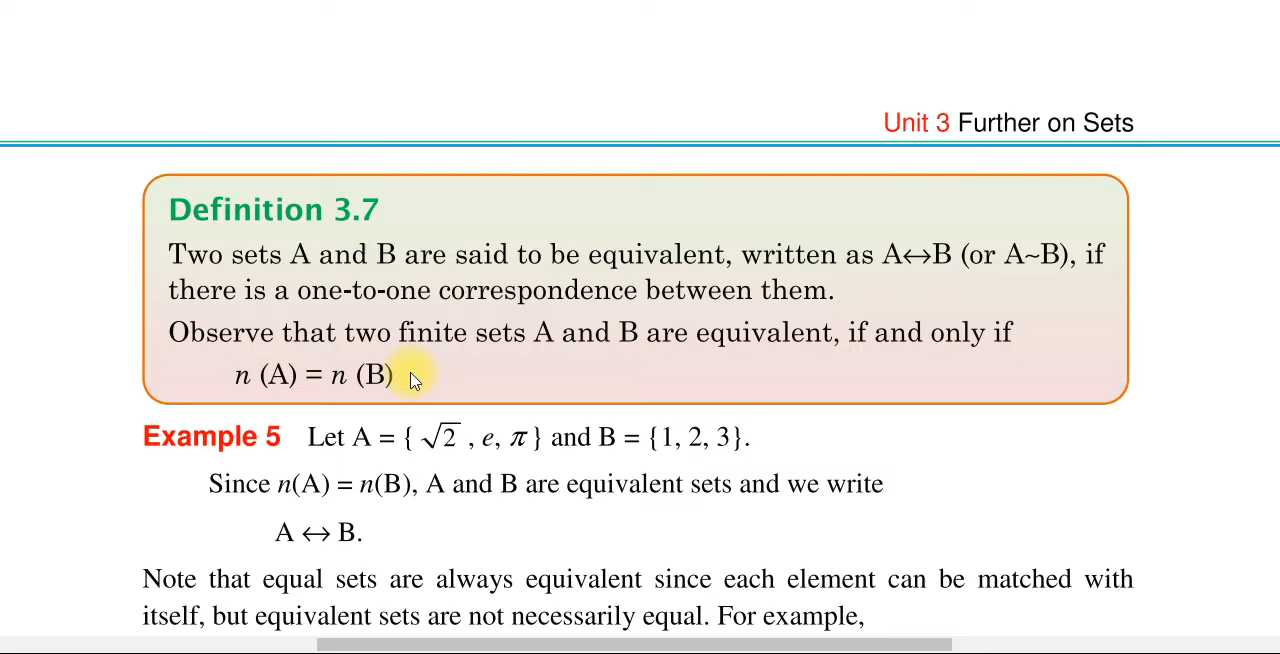 Unit 3 Further on Sets
Definition 3.7
Two sets A and B are said to be equivalent, written as A↔B (or A~B), if
there is a one-to-one correspondence between them.
Observe that two finite sets A and B are equivalent, if and only if
n (A) = n (B)
Example 5 Let A = { √2 , e, π } and B = {1, 2, 3}.
Since n(A) = n(B), A and B are equivalent sets and we write
A ↔ B.
Note that equal sets are always equivalent since each element can be matched with
itself, but equivalent sets are not necessarily equal. For example,